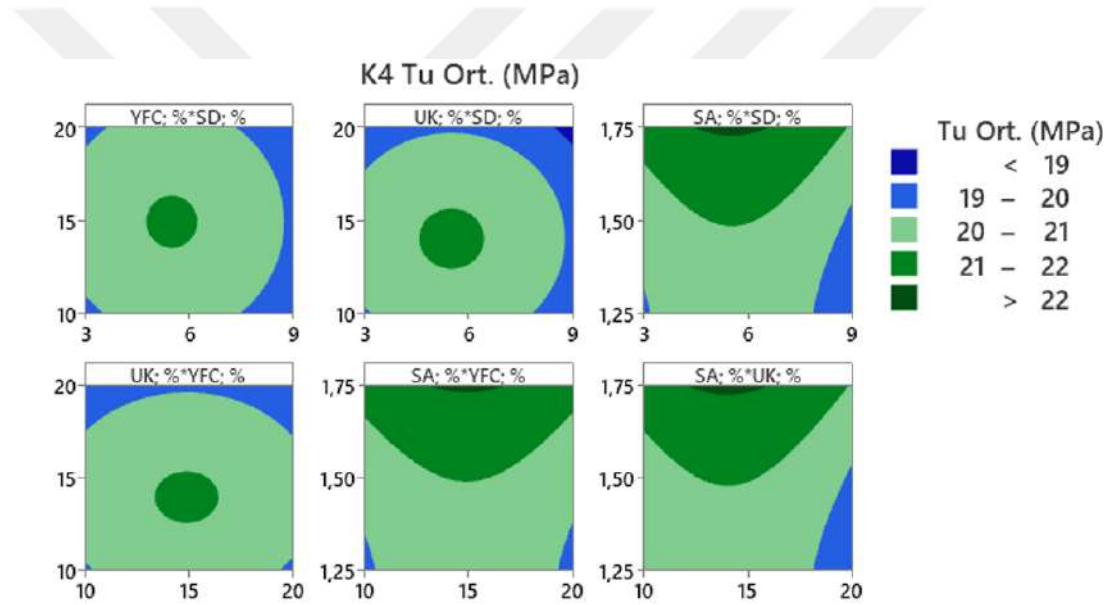 K4 Tu Ort. (MPa)
YFC; %*SD; %
UK; %*SD; %
SA; %*SD; %
20
15
10
3 6 9
20
15
10
3 6 9
1,75
1,50
1,25
3 6 9
Tu Ort. (MPa)
< 19
19 – 20
20 – 21
21 – 22
> 22
UK; %*YFC; %
SA; %*YFC; %
SA; %*UK; %
20
15
10
10 15 20
1,75
1,50
1,25
10 15 20
1,75
1,50
1,25
10 15 20